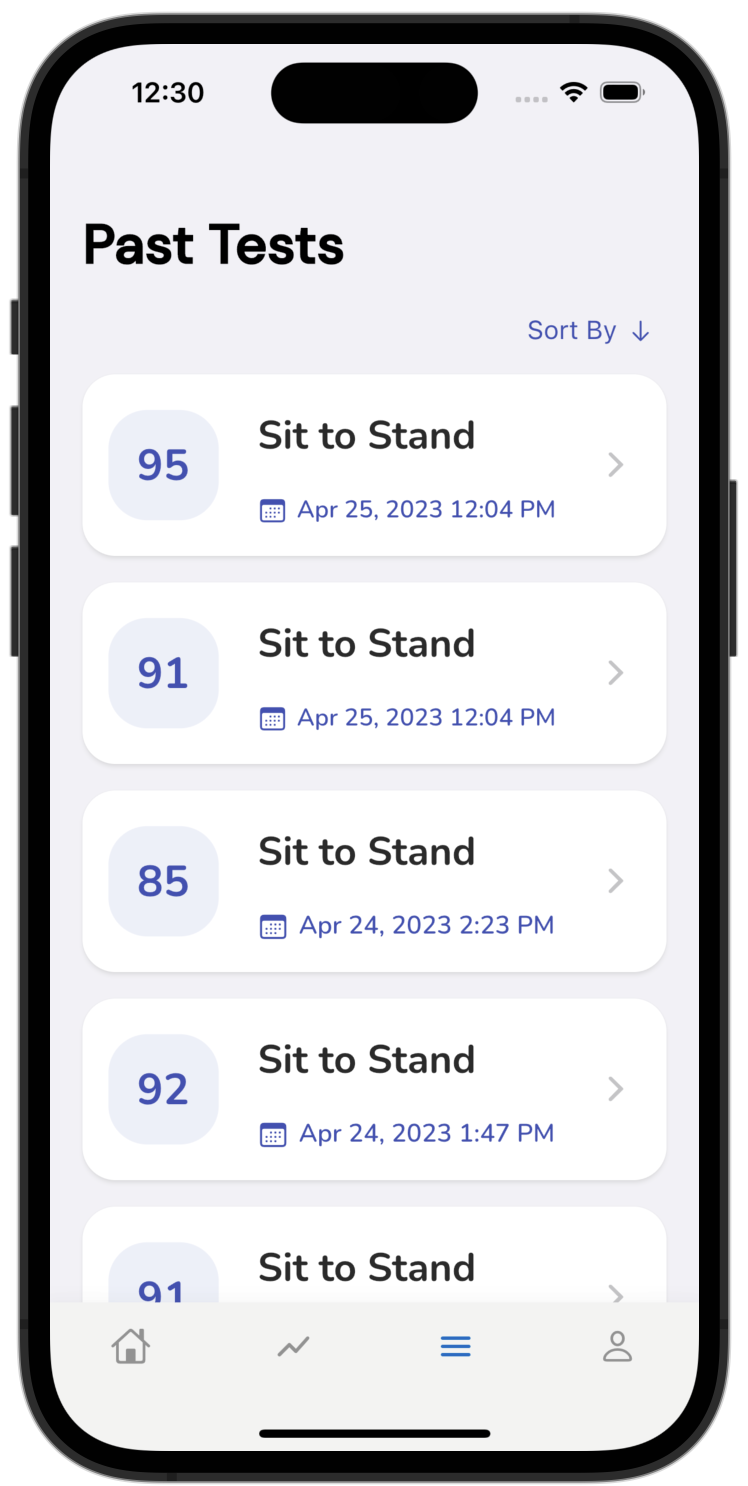 12:30
Past Tests
Sort By
95
Sit to Stand
Apr 25, 2023 12:04 PM
91
Sit to Stand
Apr 25, 2023 12:04 PM
85
Sit to Stand
Apr 24, 2023 2:23 PM
92
Sit to Stand
Apr 24, 2023 1:47 PM
91
Sit to Stand